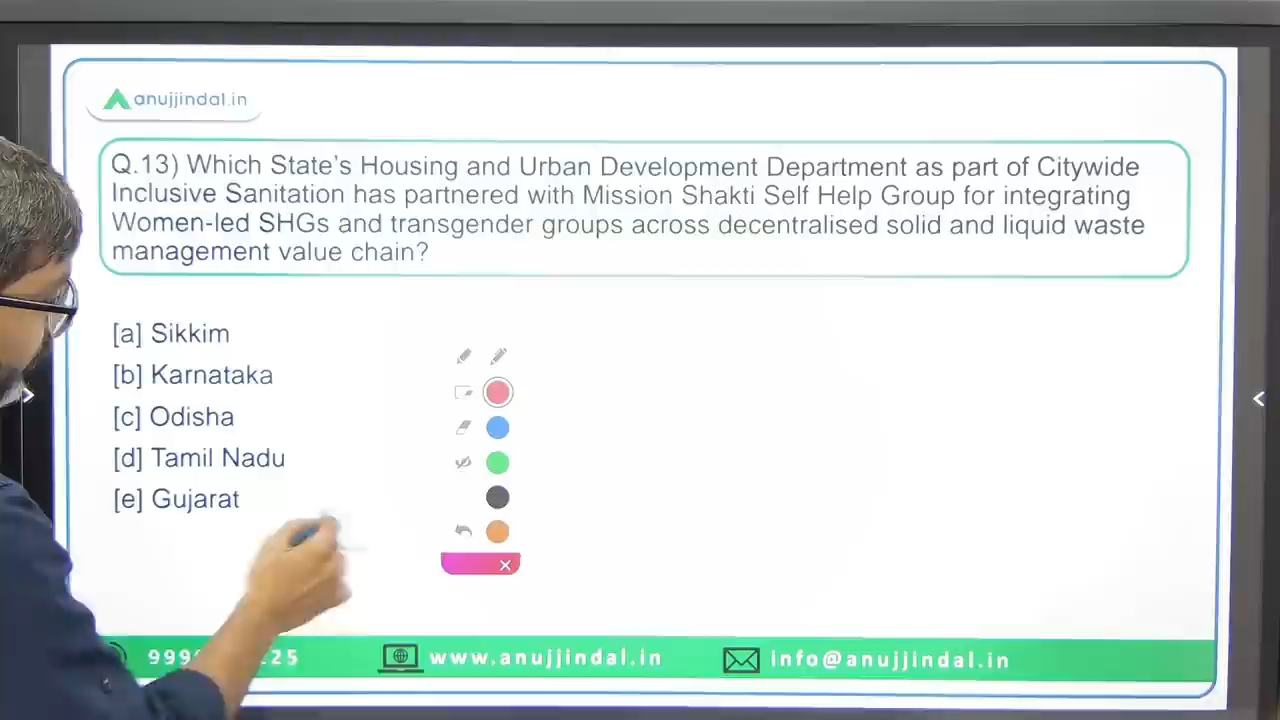 anujjindal.in
Q.13) Which State's Housing and Urban Development Department as part of Citywide
Inclusive Sanitation has partnered with Mission Shakti Self Help Group for integrating
Women-led SHGs and transgender groups across decentralised solid and liquid waste
management value chain?
[a] Sikkim
[b] Karnataka
[c] Odisha
[d] Tamil Nadu
[e] Gujarat
www.anujjindal.in
info@anujjindal.in